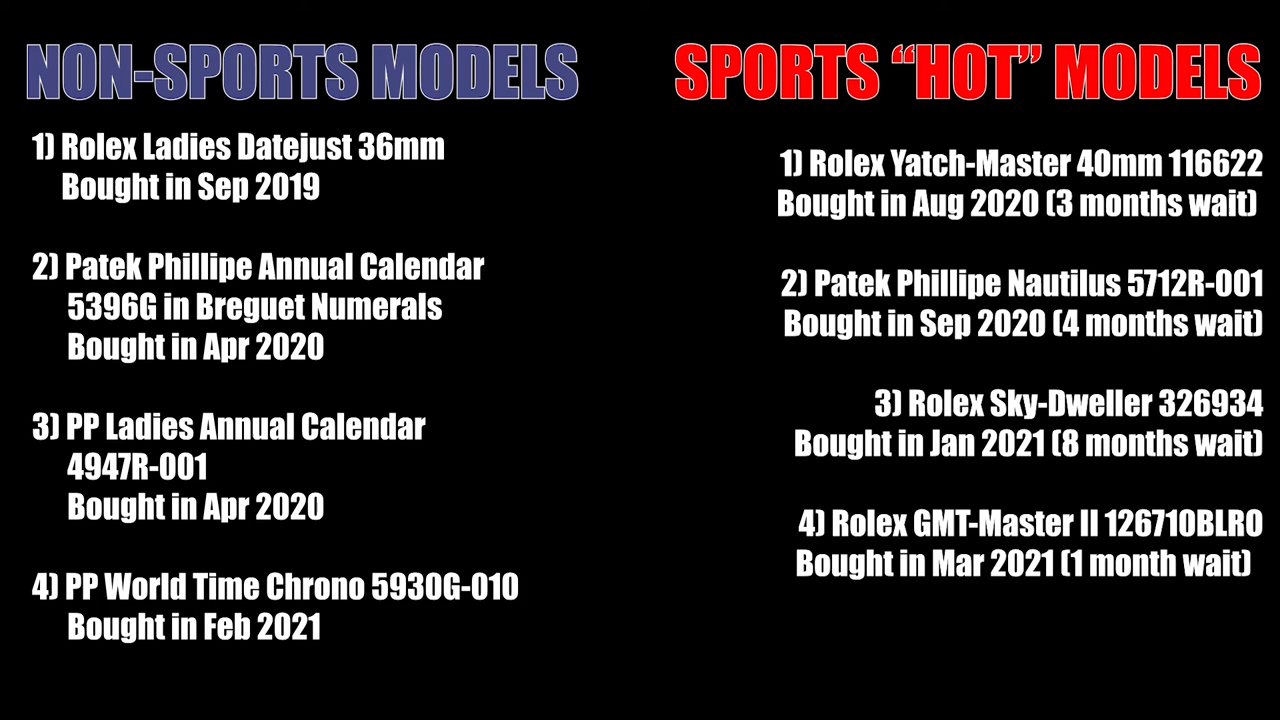 NON-SPORTS MODELS
1) Rolex Ladies Datejust 36mm
Bought in Sep 2019
2) Patek Phillipe Annual Calendar
5396G in Breguet Numerals
Bought in Apr 2020
3) PP Ladies Annual Calendar
4947R-001
Bought in Apr 2020
4) PP World Time Chrono 5930G-010
Bought in Feb 2021
SPORTS “HOT” MODELS
1) Rolex Yatch-Master 40mm 116622
Bought in Aug 2020 (3 months wait)
2) Patek Phillipe Nautilus 5712R-001
Bought in Sep 2020 (4 months wait)
3) Rolex Sky-Dweller 326934
Bought in Jan 2021 (8 months wait)
4) Rolex GMT-Master II 126710BLRO
Bought in Mar 2021 (1 month wait)